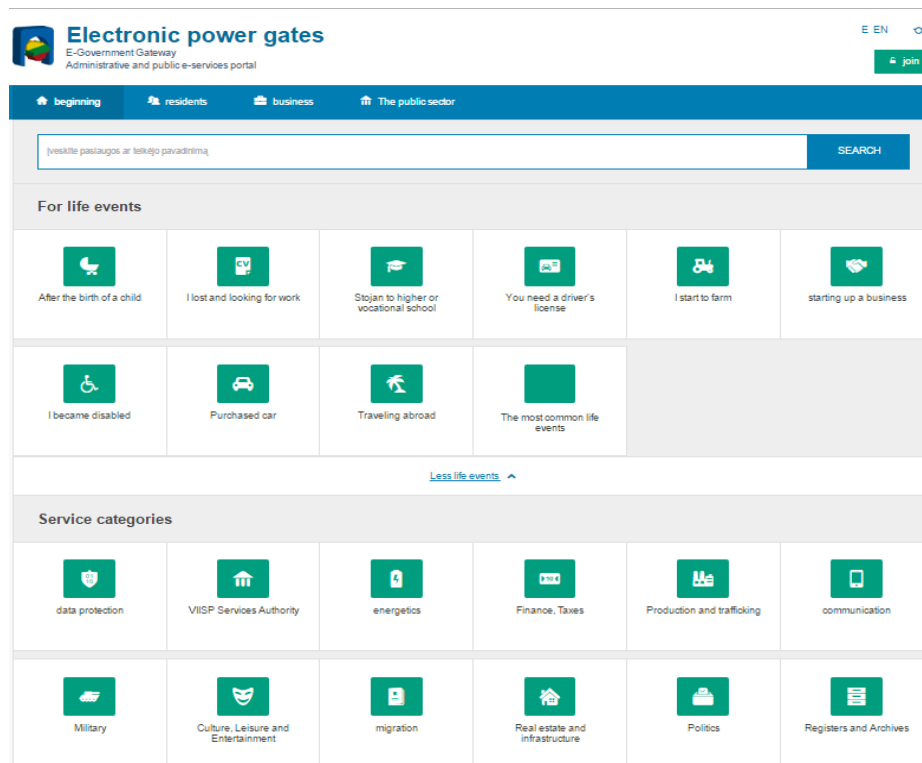 Electronic power gates
E-Government Gateway
Administrative and public e-services portal
E EN
join
beginning residents business The public sector
Įveskite paslaugos ar teikėjo pavadinimą
SEARCH
For life events
After the birth of a child
I lost and looking for work
Stojan to higher or
vocational school
You need a driver's
license
I start to farm
starting up a business
I became disabled
Purchased car
Traveling abroad
The most common life
events
Less life events
Service categories
data protection
VIISP Services Authority
energetics
Finance, Taxes
Production and trafficking
communication
Military
Culture, Leisure and
Entertainment
migration
Real estate and
infrastructure
Politics
Registers and Archives
CV
01
10